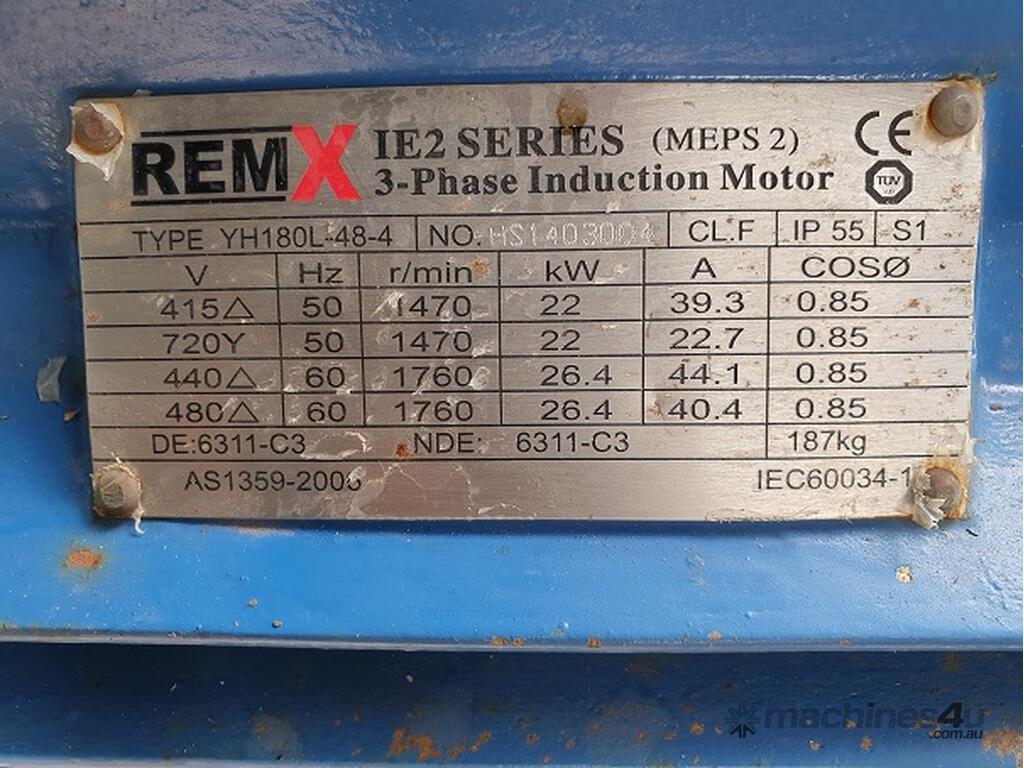 REMX IE2 SERIES (MEPS 2) CE
3-Phase Induction Motor TÜV
TYPE YH180L-48-4 NO. HS1403004 CL.F IP 55 S1
V Hz r/min kW A COSØ
415△ 50 1470 22 39.3 0.85
720Y 50 1470 22 22.7 0.85
440△ 60 1760 26.4 44.1 0.85
480△ 60 1760 26.4 40.4 0.85
DE:6311-C3 NDE: 6311-C3 187kg
AS1359-2006 IEC60034-1
machines4u
.com.au